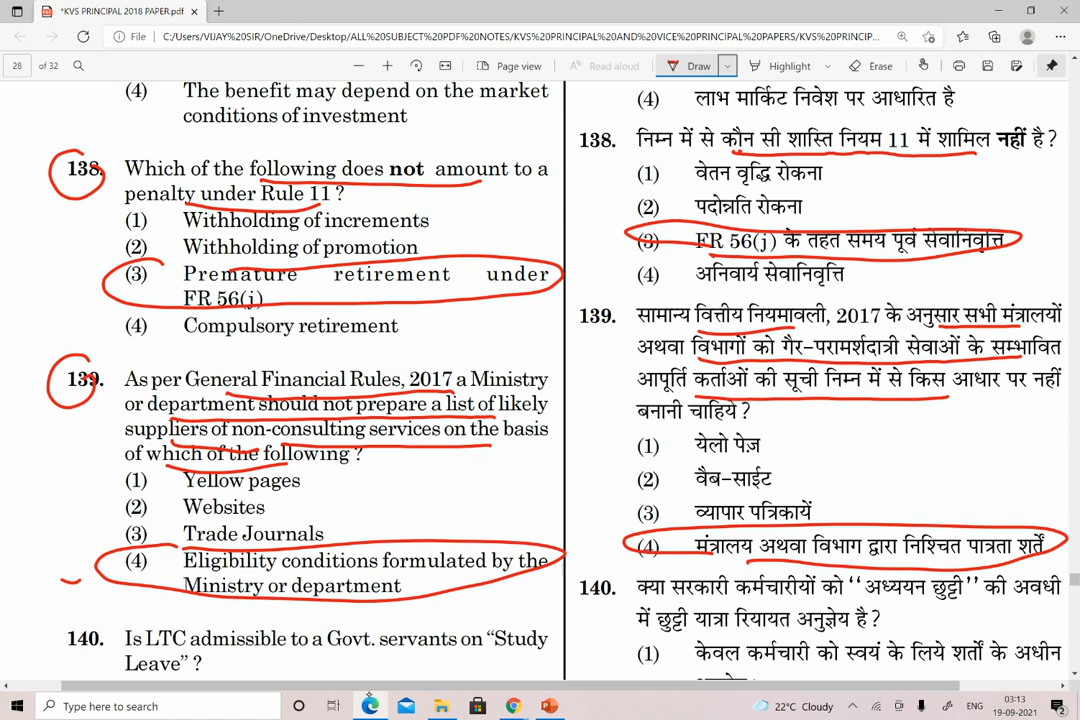 *KVS PRINCIPAL 2018 PAPER.pdf
File
C:/Users/VIJAY%20SIR/OneDrive/Desktop/ALL%20SUBJECT%20PDF%20NOTES/KVS%20PRINCIPAL%20AND%20VICE%20PRINCIPAL%20PAPERS/KVS%20PRINCIP...
28 of 32
Page view
Read aloud
Draw
Highlight
Erase
(4) The benefit may depend on the market
conditions of investment
138. Which of the following does not amount to a
penalty under Rule 11 ?
(1) Withholding of increments
(2) Withholding of promotion
(3) Premature retirement under
FR 56(j)
(4) Compulsory retirement
139. As per General Financial Rules, 2017 a Ministry
or department should not prepare a list of likely
suppliers of non-consulting services on the basis
of which of the following ?
(1) Yellow pages
(2) Websites
(3) Trade Journals
(4) Eligibility conditions formulated by the
Ministry or department
140. Is LTC admissible to a Govt. servants on “Study
Leave” ?
(4) लाभ मार्किट निवेश पर आधारित है
138. निम्न में से कौन सी शास्ति नियम 11 में शामिल नहीं है ?
(1) वेतन वृद्धि रोकना
(2) पदोन्नति रोकना
(3) FR 56(j) के तहत समय पूर्व सेवानिवृत्ति
(4) अनिवार्य सेवानिवृत्ति
139. सामान्य वित्तीय नियमावली, 2017 के अनुसार सभी मंत्रालयों
अथवा विभागों को गैर-परामर्शदात्री सेवाओं के सम्भावित
आपूर्ति कर्ताओं की सूची निम्न में से किस आधार पर नहीं
बनानी चाहिये ?
(1) येलो पेज़
(2) वैब-साईट
(3) व्यापार पत्रिकायें
(4) मंत्रालय अथवा विभाग द्वारा निश्चित पात्रता शर्तें
140. क्या सरकारी कर्मचारीयों को ‘‘अध्ययन छुट्टी’’ की अवधी
में छुट्टी यात्रा रियायत अनुज्ञेय है ?
(1) केवल कर्मचारी को स्वयं के लिये शर्तों के अधीन
Type here to search
22°C Cloudy
ENG
03:13
19-09-2021
2